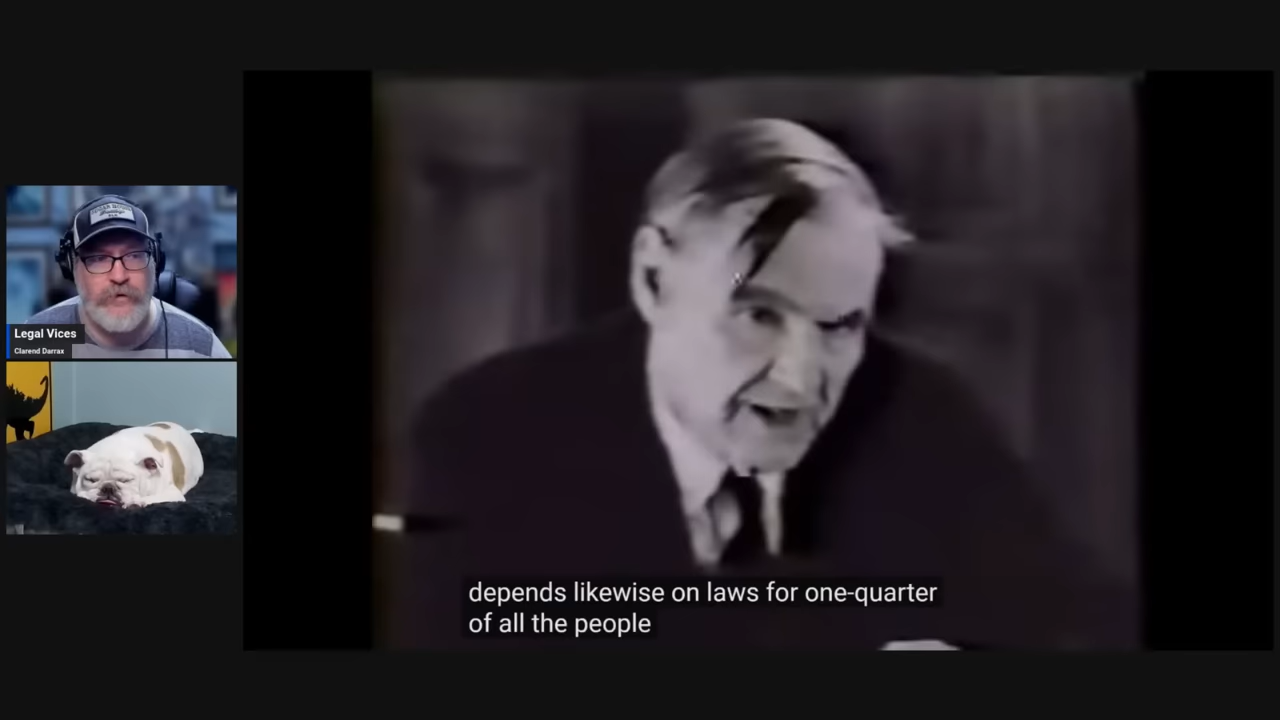 Legal Vices
Clarend Darrax
depends likewise on laws for one-quarter
of all the people